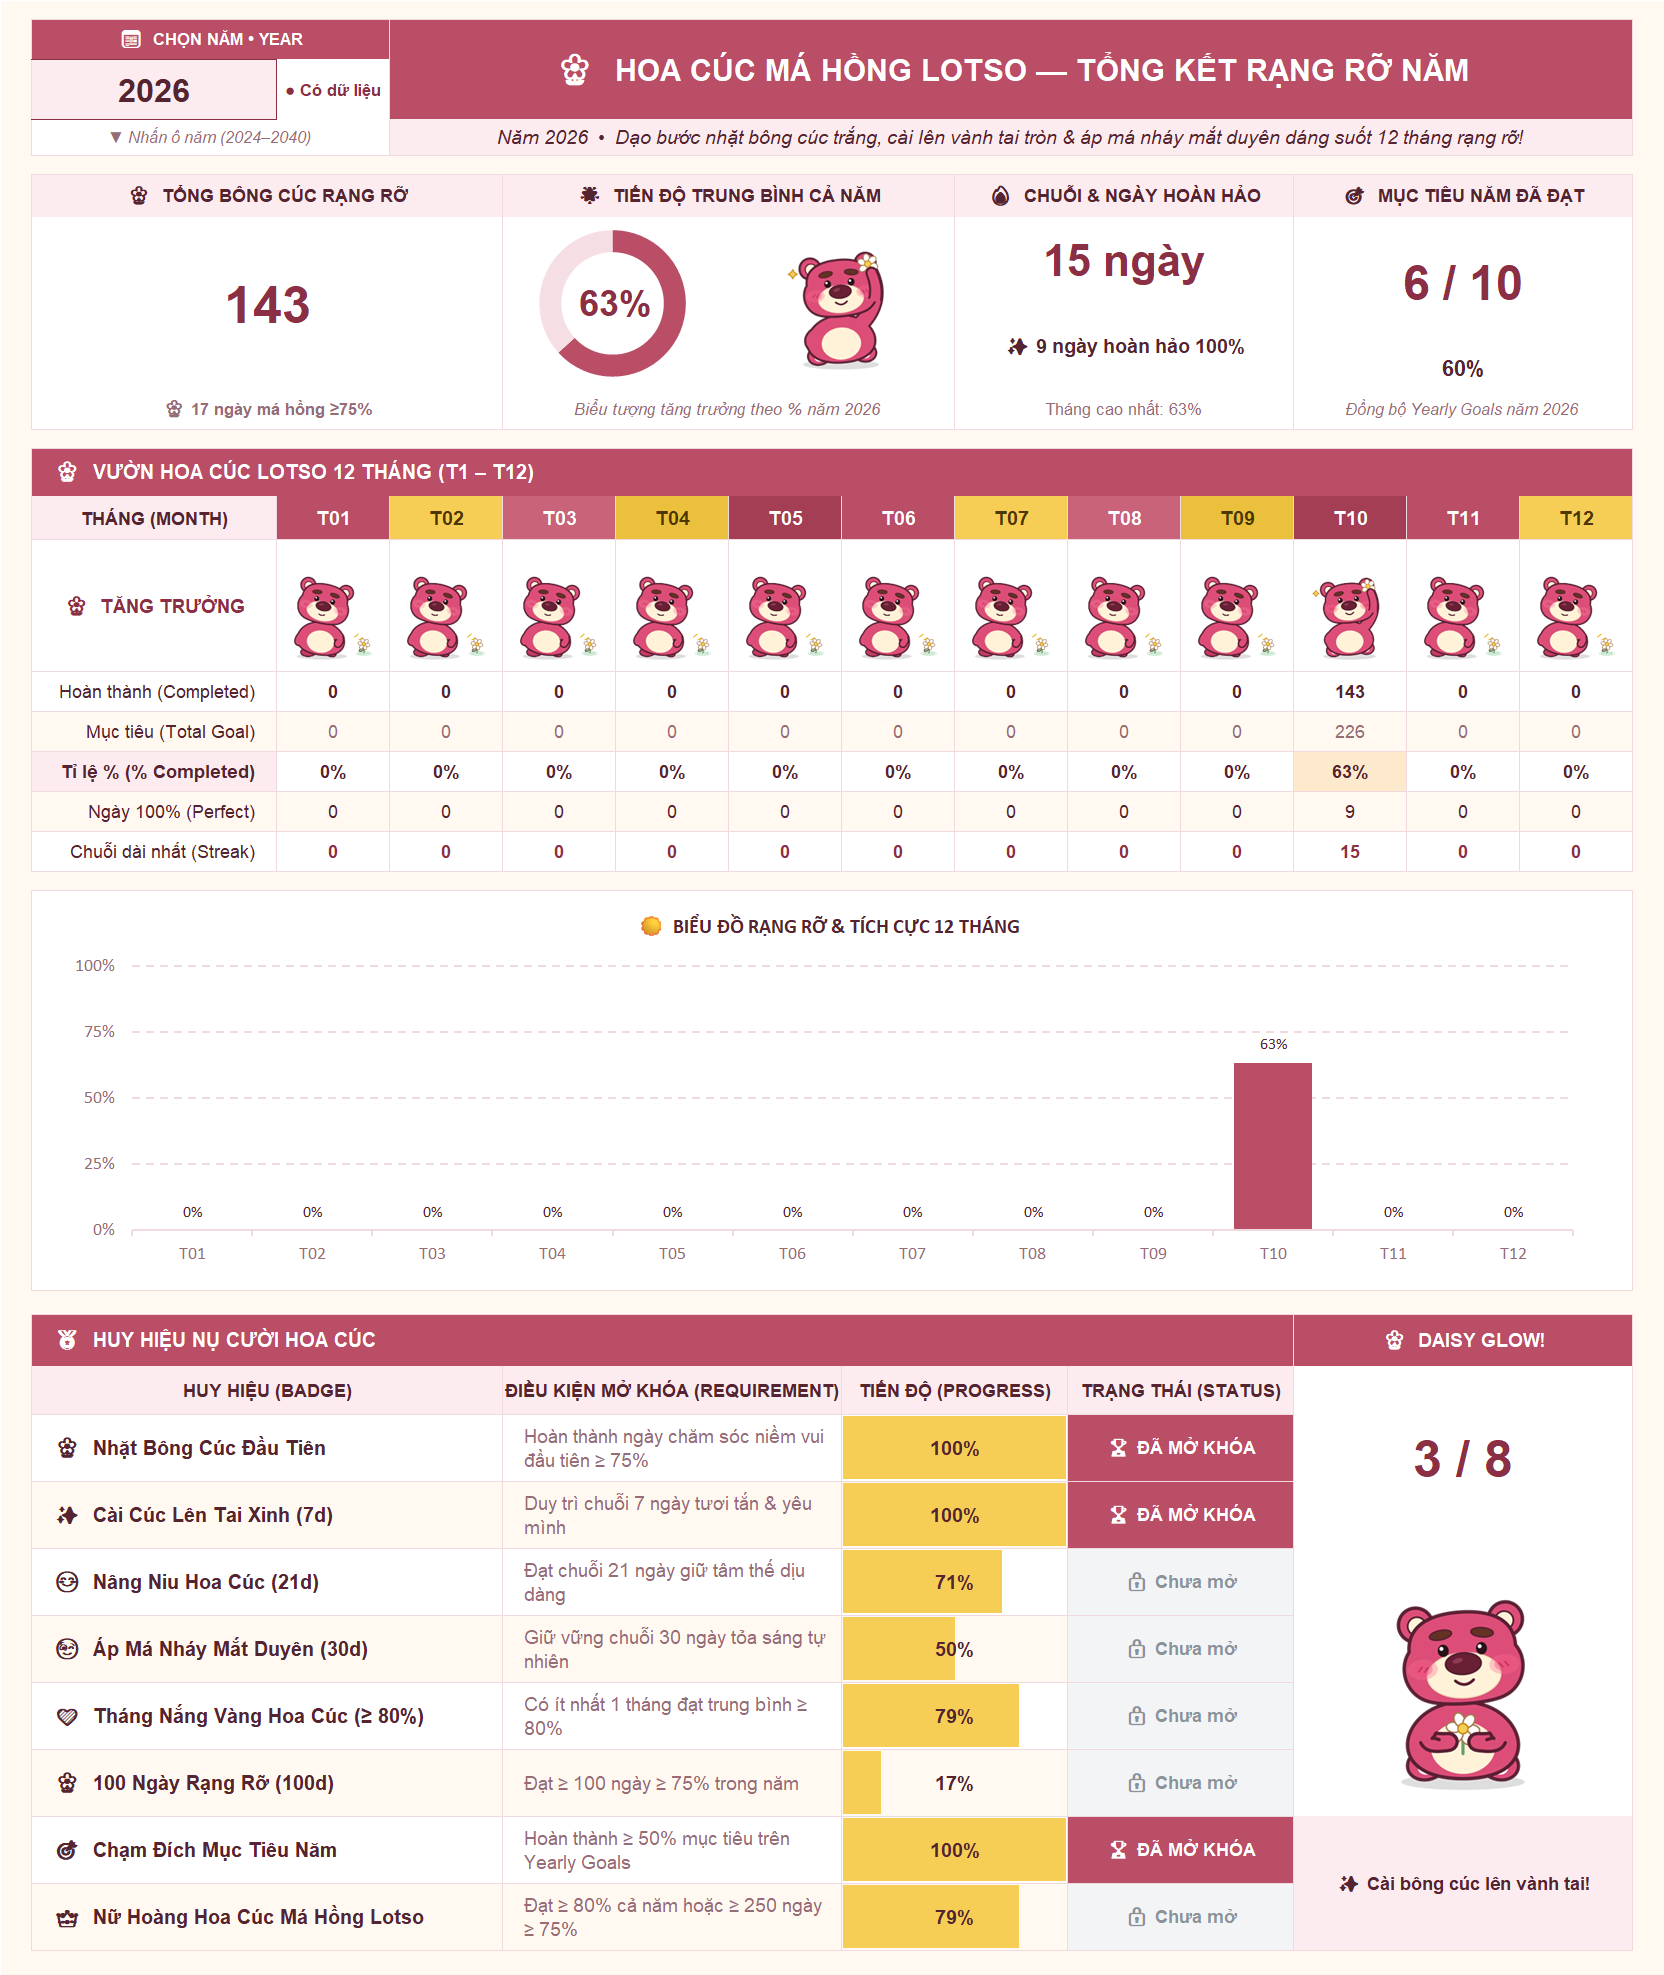 CHỌN NĂM • YEAR
2026
● Có dữ liệu
▼ Nhấn ô năm (2024–2040)
HOA CÚC MÁ HỒNG LOTSO — TỔNG KẾT RẠNG RỠ NĂM
Năm 2026 • Dạo bước nhặt bông cúc trắng, cài lên vành tai tròn & áp má nháy mắt duyên dáng suốt 12 tháng rạng rỡ!
TỔNG BÔNG CÚC RẠNG RỠ
143
17 ngày má hồng ≥75%
TIẾN ĐỘ TRUNG BÌNH CẢ NĂM
63%
Biểu tượng tăng trưởng theo % năm 2026
CHUỖI & NGÀY HOÀN HẢO
15 ngày
9 ngày hoàn hảo 100%
Tháng cao nhất: 63%
MỤC TIÊU NĂM ĐÃ ĐẠT
6 / 10
60%
Đồng bộ Yearly Goals năm 2026
VƯỜN HOA CÚC LOTSO 12 THÁNG (T1 – T12)
THÁNG (MONTH) T01 T02 T03 T04 T05 T06 T07 T08 T09 T10 T11 T12
TĂNG TRƯỞNG
Hoàn thành (Completed) 0 0 0 0 0 0 0 0 0 143 0 0
Mục tiêu (Total Goal) 0 0 0 0 0 0 0 0 0 226 0 0
Tỉ lệ % (% Completed) 0% 0% 0% 0% 0% 0% 0% 0% 0% 63% 0% 0%
Ngày 100% (Perfect) 0 0 0 0 0 0 0 0 0 9 0 0
Chuỗi dài nhất (Streak) 0 0 0 0 0 0 0 0 0 15 0 0
BIỂU ĐỒ RẠNG RỠ & TÍCH CỰC 12 THÁNG
100%
75%
63%
50%
25%
0% 0% 0% 0% 0% 0% 0% 0% 0% 0% 0%
0%
T01 T02 T03 T04 T05 T06 T07 T08 T09 T10 T11 T12
HUY HIỆU NỤ CƯỜI HOA CÚC
HUY HIỆU (BADGE) ĐIỀU KIỆN MỞ KHÓA (REQUIREMENT) TIẾN ĐỘ (PROGRESS) TRẠNG THÁI (STATUS)
Nhặt Bông Cúc Đầu Tiên
Hoàn thành ngày chăm sóc niềm vui
đầu tiên ≥ 75%
100%
ĐÃ MỞ KHÓA
Cài Cúc Lên Tai Xinh (7d)
Duy trì chuỗi 7 ngày tươi tắn & yêu
mình
100%
ĐÃ MỞ KHÓA
Nâng Niu Hoa Cúc (21d)
Đạt chuỗi 21 ngày giữ tâm thế dịu
dàng
71%
Chưa mở
Áp Má Nháy Mắt Duyên (30d)
Giữ vững chuỗi 30 ngày tỏa sáng tự
nhiên
50%
Chưa mở
Tháng Nắng Vàng Hoa Cúc (≥ 80%)
Có ít nhất 1 tháng đạt trung bình ≥
80%
79%
Chưa mở
100 Ngày Rạng Rỡ (100d)
Đạt ≥ 100 ngày ≥ 75% trong năm
17%
Chưa mở
Chạm Đích Mục Tiêu Năm
Hoàn thành ≥ 50% mục tiêu trên
Yearly Goals
100%
ĐÃ MỞ KHÓA
Nữ Hoàng Hoa Cúc Má Hồng Lotso
Đạt ≥ 80% cả năm hoặc ≥ 250 ngày
≥ 75%
79%
Chưa mở
DAISY GLOW!
3 / 8
Cài bông cúc lên vành tai!